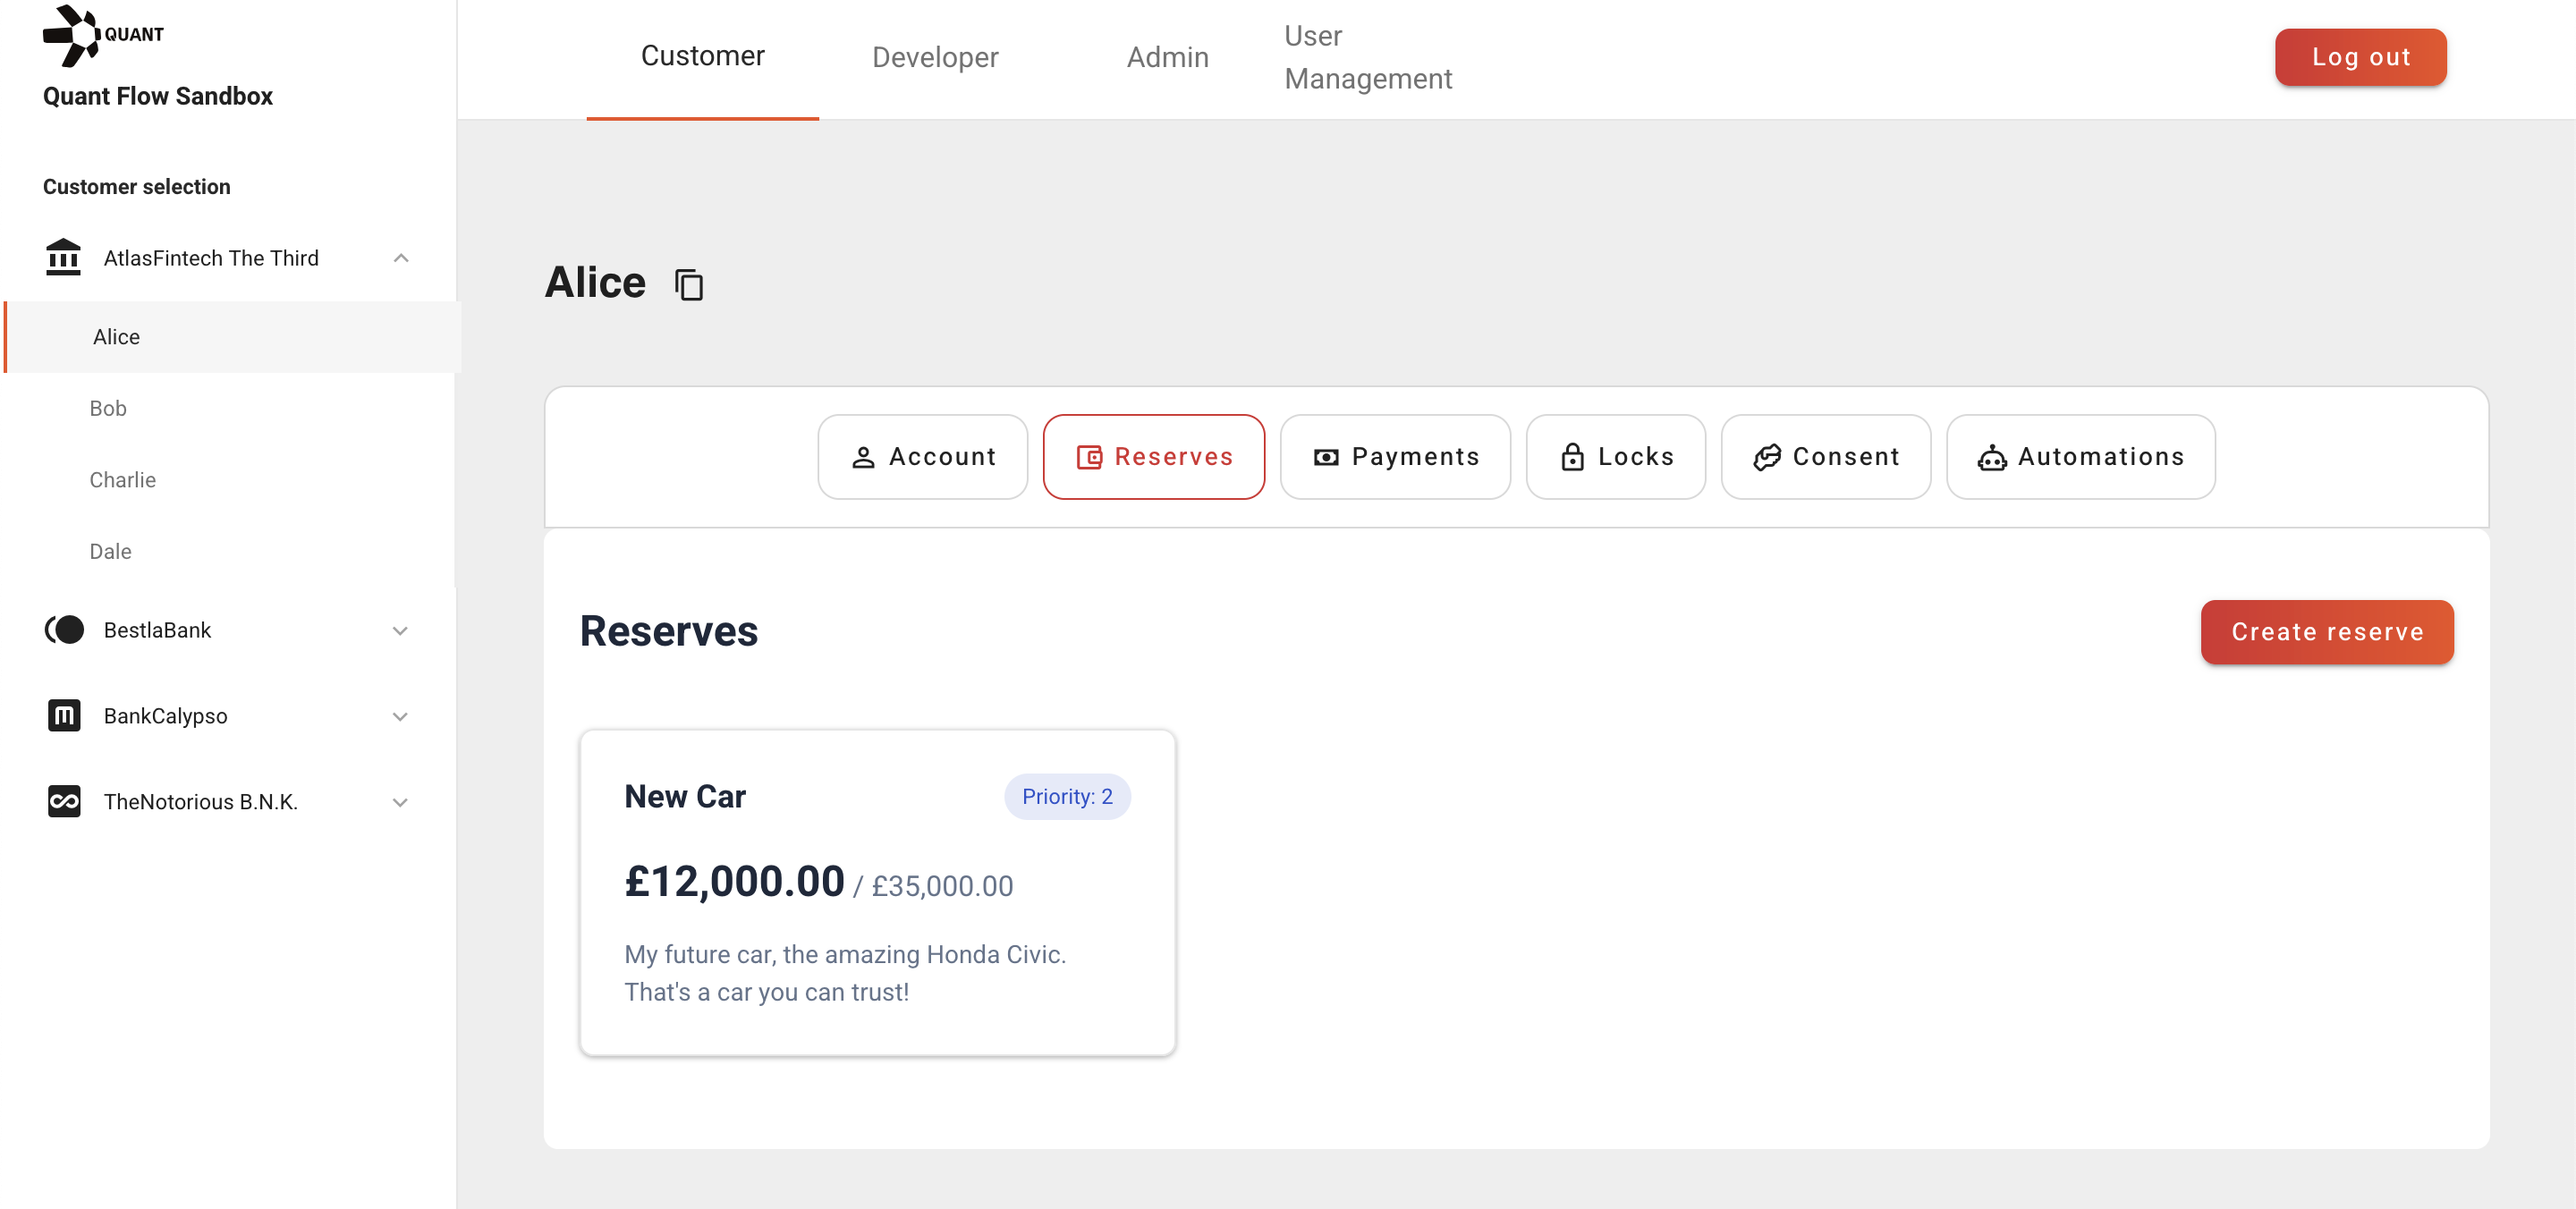 QUANT
Quant Flow Sandbox
Customer selection
AtlasFintech The Third
Alice
Bob
Charlie
Dale
BestlaBank
BankCalypso
TheNotorious B.N.K.
Customer
Developer
Admin
User
Management
Log out
Alice
Account
Reserves
Payments
Locks
Consent
Automations
Reserves
Create reserve
New Car
Priority: 2
£12,000.00 / £35,000.00
My future car, the amazing Honda Civic.
That's a car you can trust!